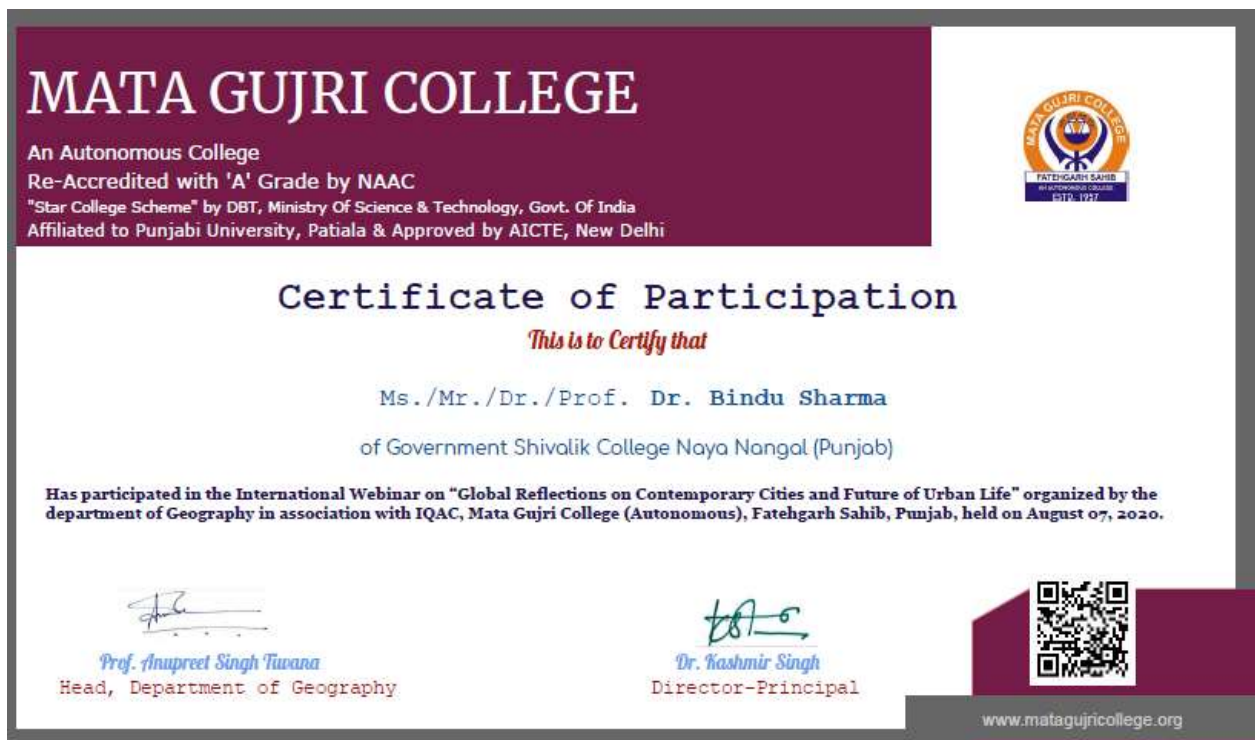 MATA GUJRI COLLEGE
An Autonomous College
Re-Accredited with 'A' Grade by NAAC
"Star College Scheme" by DBT, Ministry Of Science & Technology, Govt. Of India
Affiliated to Punjabi University, Patiala & Approved by AICTE, New Delhi
MATA GUJRI COLLEGE
FATEHGARH SAHIB
AN AUTONOMOUS COLLEGE
ESTD. 1957
Certificate of Participation
This is to Certify that
Ms./Mr./Dr./Prof. Dr. Bindu Sharma
of Government Shivalik College Naya Nangal (Punjab)
Has participated in the International Webinar on “Global Reflections on Contemporary Cities and Future of Urban Life” organized by the
department of Geography in association with IQAC, Mata Gujri College (Autonomous), Fatehgarh Sahib, Punjab, held on August 07, 2020.
Prof. Anupreet Singh Tiwana
Head, Department of Geography
Dr. Kashmir Singh
Director-Principal
www.matagujricollege.org